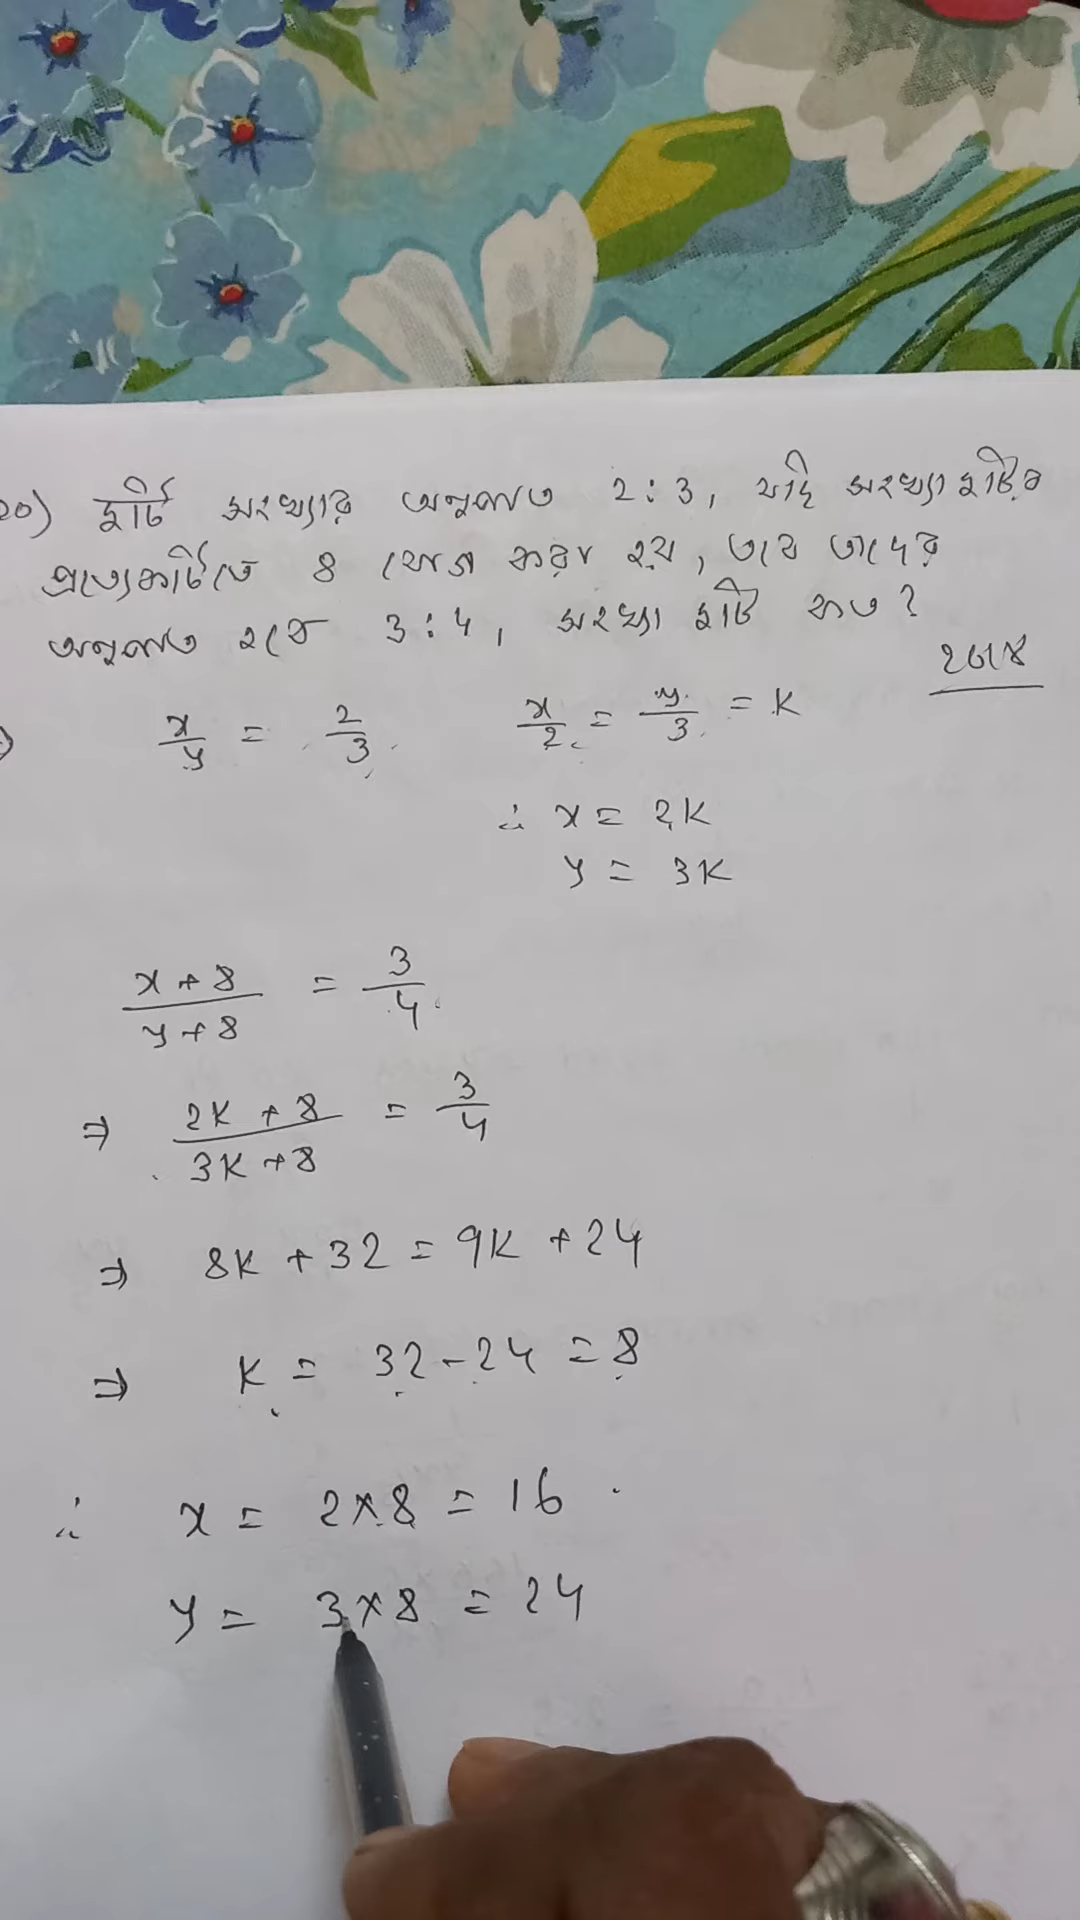 20) দুটি সংখ্যার অনুপাত 2:3, যদি সংখ্যা দুটির
প্রত্যেকটিতে 8 যোগ করা হয়, তবে তাদের
অনুপাত হবে 3:4, সংখ্যা দুটি কত?
x/y = 2/3 x/2 = y/3 = K
∴ x = 2K
y = 3K
x+8/y+8 = 3/4
⇒ 2K+8/3K+8 = 3/4
⇒ 8K+32 = 9K+24
⇒ K = 32-24 = 8
∴ x = 2×8 = 16
y = 3×8 = 24